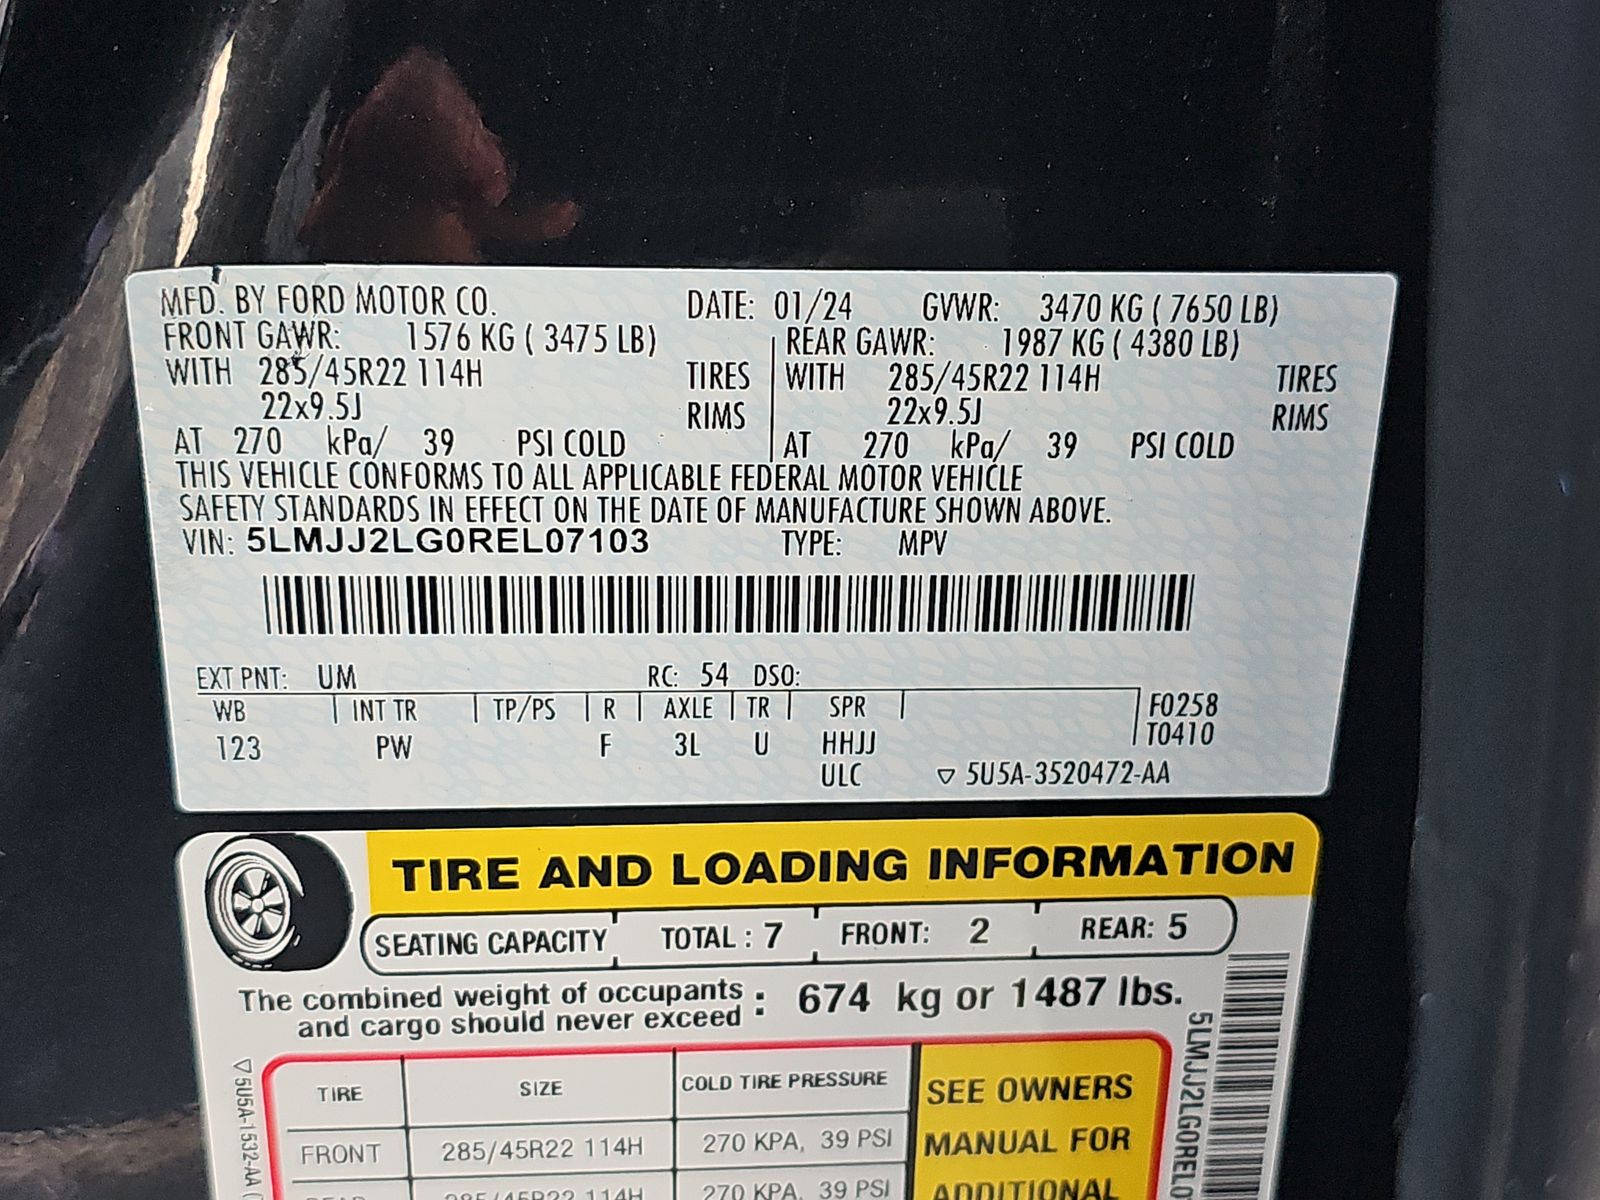 MFD. BY FORD MOTOR CO. DATE: 01/24 GVWR: 3470 KG ( 7650 LB)
FRONT GAWR: 1576 KG ( 3475 LB) REAR GAWR: 1987 KG ( 4380 LB)
WITH 285/45R22 114H TIRES WITH 285/45R22 114H TIRES
22x9.5J RIMS 22x9.5J RIMS
AT 270 kPa/ 39 PSI COLD AT 270 kPa/ 39 PSI COLD
THIS VEHICLE CONFORMS TO ALL APPLICABLE FEDERAL MOTOR VEHICLE
SAFETY STANDARDS IN EFFECT ON THE DATE OF MANUFACTURE SHOWN ABOVE.
VIN: 5LMJJ2LG0REL07103 TYPE: MPV
EXT PNT: UM RC: 54 DSO:
WB INT TR TP/PS R AXLE TR SPR F0258
123 PW F 3L U HHJJ T0410
ULC ▽ 5U5A-3520472-AA
TIRE AND LOADING INFORMATION
SEATING CAPACITY TOTAL : 7 FRONT: 2 REAR: 5
The combined weight of occupants
and cargo should never exceed : 674 kg or 1487 lbs.
TIRE SIZE COLD TIRE PRESSURE
FRONT 285/45R22 114H 270 KPA, 39 PSI
285/45R22 114H 270 KPA, 39 PSI
SEE OWNERS
MANUAL FOR
ADDITIONAL
▽5U5A-1532-AA
5LMJJ2LG0REL0